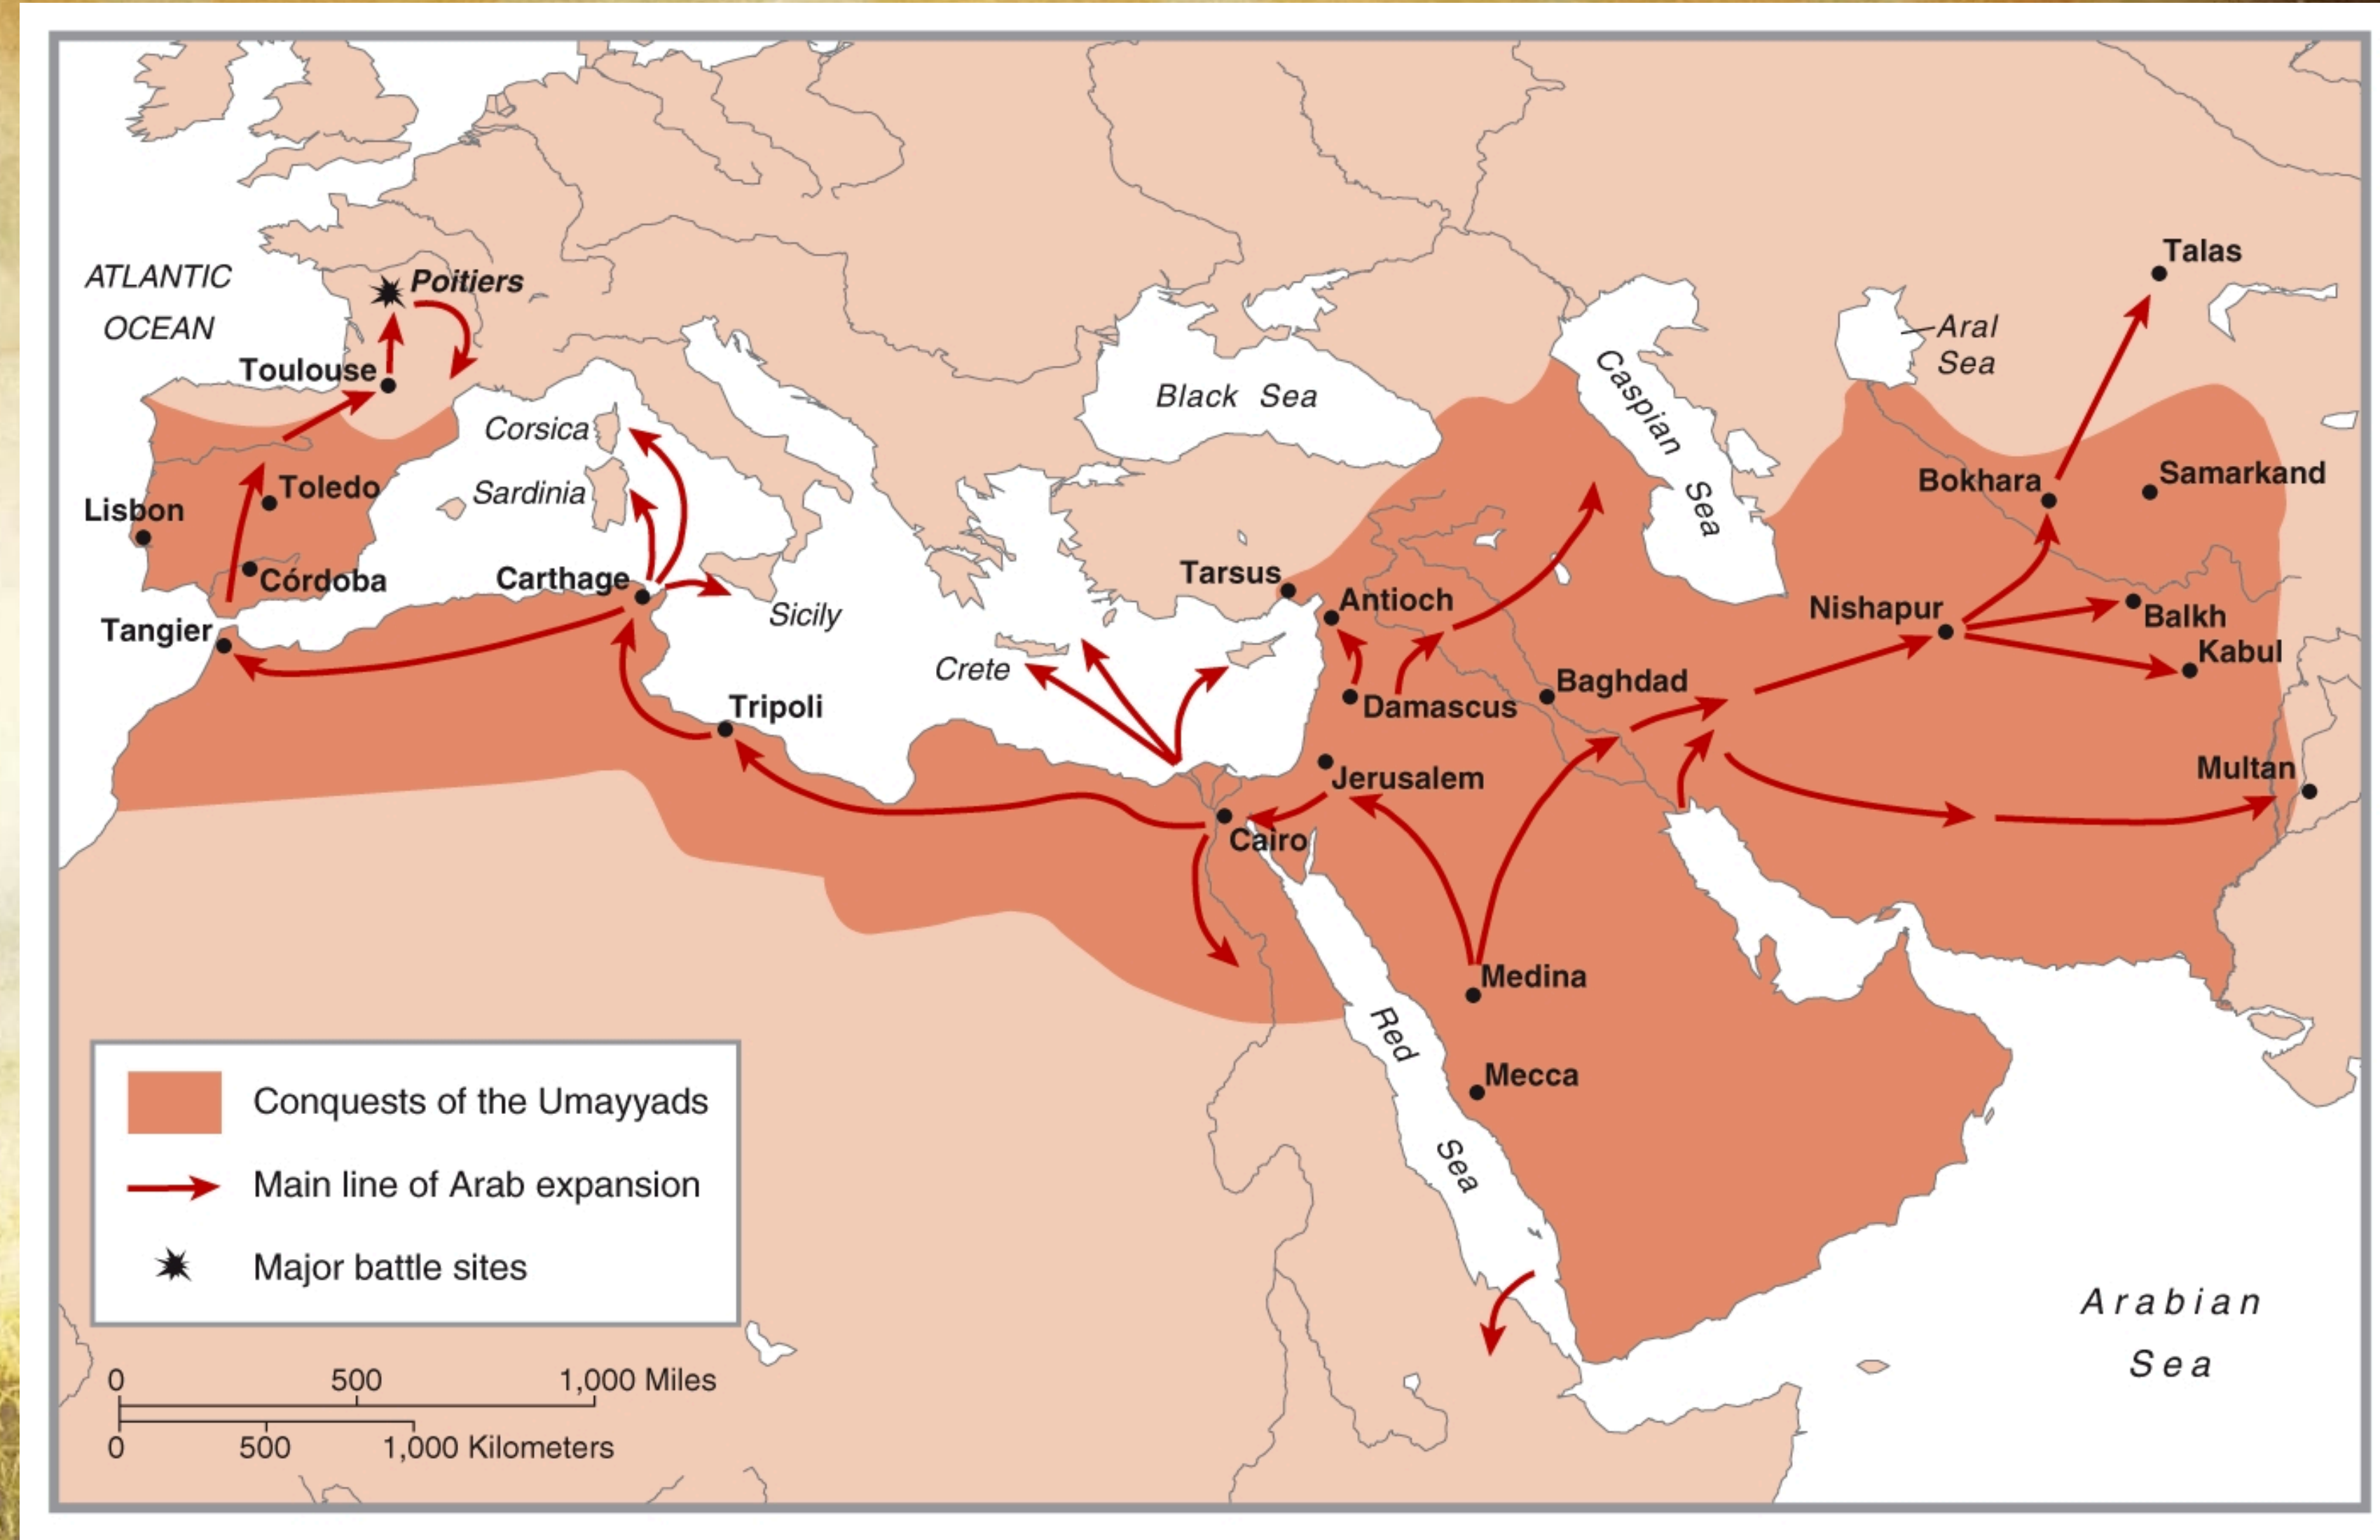 Talas
ATLANTIC
OCEAN
Poitiers
Aral
Sea
Toulouse
Black Sea
Caspian
Sea
Corsica
Sardinia
Toledo
Lisbon
Bokhara
Samarkand
Córdoba
Carthage
Tarsus
Antioch
Sicily
Tangier
Nishapur
Balkh
Kabul
Crete
Baghdad
Tripoli
Damascus
Jerusalem
Multan
Cairo
Medina
Red
Sea
Mecca
Conquests of the Umayyads
Main line of Arab expansion
Major battle sites
Arabian
Sea
0 500 1,000 Miles
0 500 1,000 Kilometers